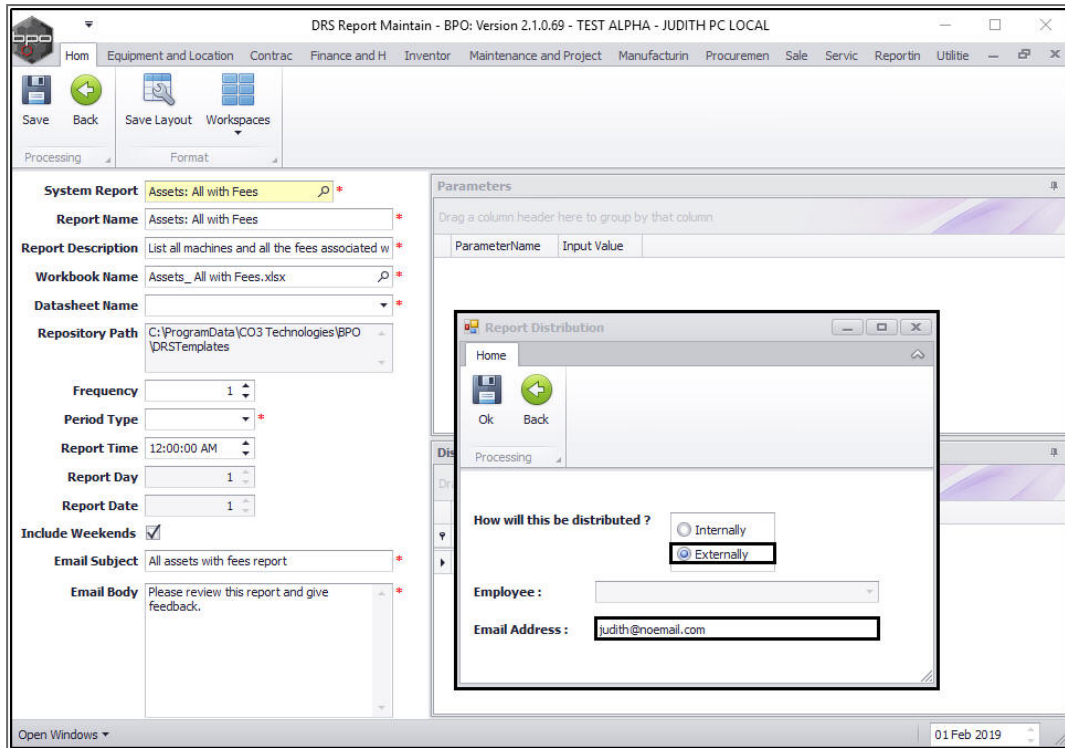 DRS Report Maintain - BPO: Version 2.1.0.69 - TEST ALPHA - JUDITH PC LOCAL
bpo
Hom Equipment and Location Contrac Finance and H Inventor Maintenance and Project Manufacturin Procuremen Sale Servic Reportin Utilitie
Save Back Save Layout Workspaces
Processing Format
System Report Assets: All with Fees *
Report Name Assets: All with Fees *
Report Description List all machines and all the fees associated w *
Workbook Name Assets_ All with Fees.xlsx *
Datasheet Name *
Repository Path C:\ProgramData\CO3 Technologies\BPO
\DRSTemplates
Frequency 1
Period Type *
Report Time 12:00:00 AM
Report Day 1
Report Date 1
Include Weekends
Email Subject All assets with fees report *
Email Body Please review this report and give *
feedback.
Parameters
Drag a column header here to group by that column
ParameterName Input Value
Dis
Dr
Report Distribution
Home
Ok Back
Processing
How will this be distributed ?
Internally
Externally
Employee :
Email Address : judith@noemail.com
Open Windows 01 Feb 2019